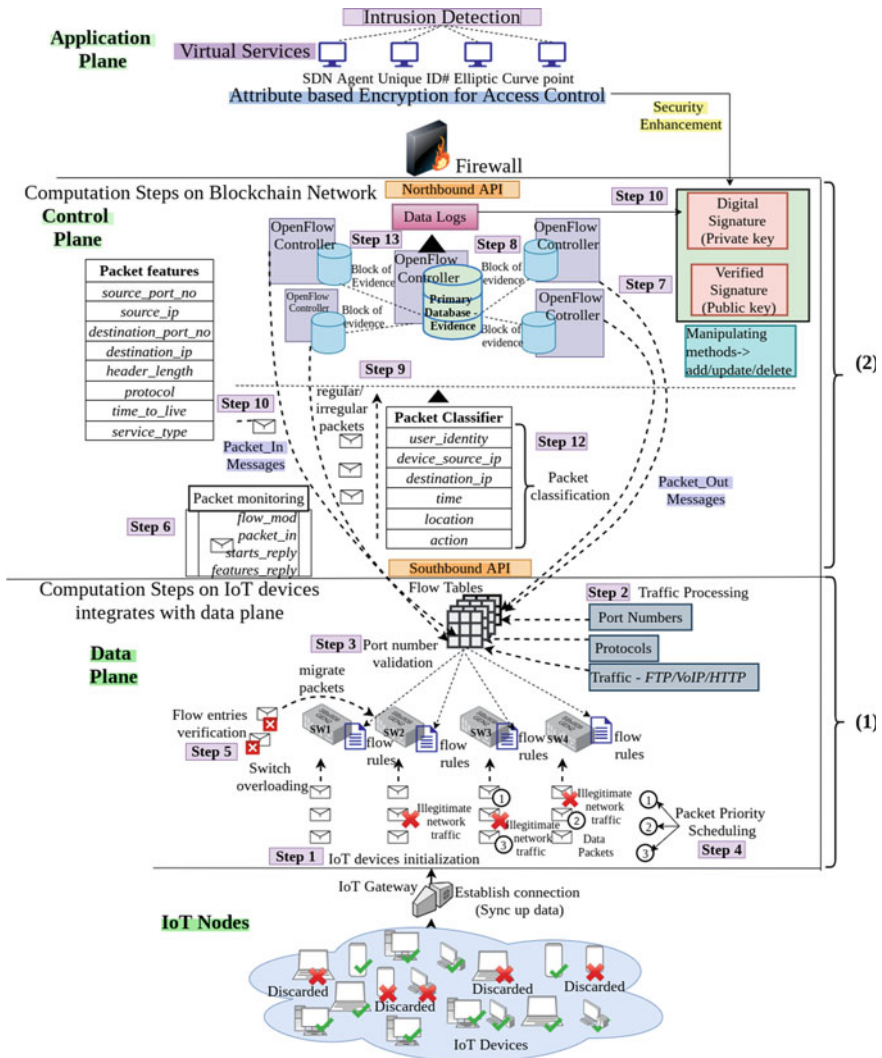 Intrusion Detection
Application
Plane
Virtual Services
SDN Agent Unique ID# Elliptic Curve point
Attribute based Encryption for Access Control
Security
Enhancement
Firewall
Computation Steps on Blockchain Network
Northbound API
Control
Plane
Data Logs
Step 10
Digital
Signature
(Private key)
Verified
Signature
(Public key)
Manipulating
methods->
add/update/delete
OpenFlow
Controller
Step 13
Block of
Evidence
OpenFlow
Controller
Step 8
Block of
evidence
OpenFlow
Controller
Step 7
OpenFlow
Controller
Block of
evidence
Primary
Database -
Evidence
Block of
evidence
OpenFlow
Controller
Packet features
source_port_no
source_ip
destination_port_no
destination_ip
header_length
protocol
time_to_live
service_type
Step 9
regular/
irregular
packets
Step 10
Packet_In
Messages
Packet Classifier
user_identity
device_source_ip
destination_ip
time
location
action
Step 12
Packet
classification
Packet_Out
Messages
(2)
Packet monitoring
flow_mod
packet_in
starts_reply
features_reply
Step 6
Southbound API
Computation Steps on IoT devices
integrates with data plane
Flow Tables
Step 2 Traffic Processing
Port Numbers
Protocols
Traffic - FTP/VoIP/HTTP
Step 3 Port number
validation
Data
Plane
migrate
packets
Flow entries
verification
Step 5
Switch
overloading
SW1
flow
rules
SW2
flow
rules
SW3
flow
rules
SW4
flow
rules
(1)
Illegitimate
network
traffic
1
Illegitimate
network
traffic
3
Illegitimate
network
traffic
2
Data
Packets
1
2
3
Packet Priority
Scheduling
Step 4
Step 1
IoT devices initialization
IoT Gateway
Establish connection
(Sync up data)
IoT Nodes
Discarded
Discarded
Discarded
Discarded
IoT Devices